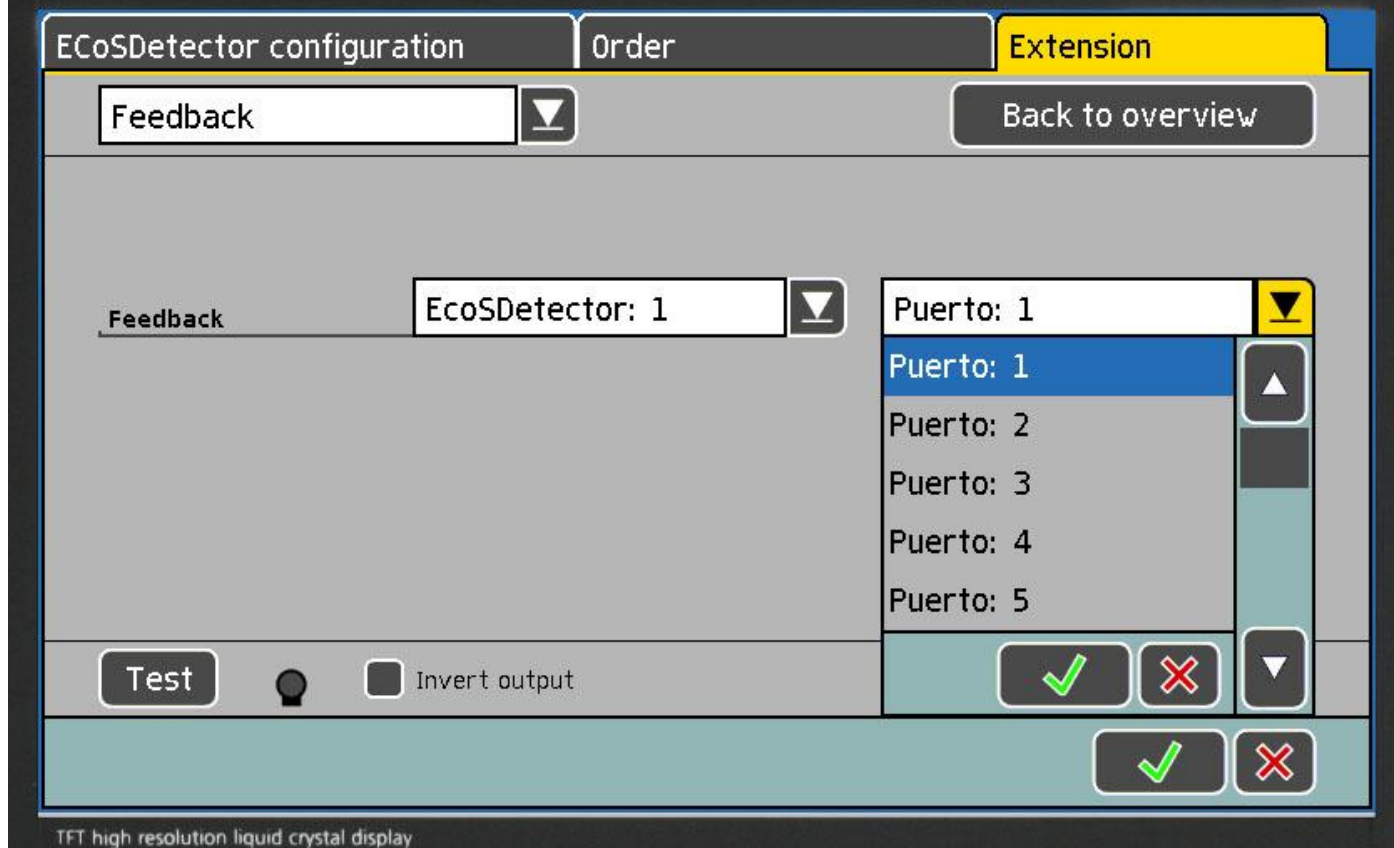 ECoSDetector configuration
Order
Extension
Feedback
Back to overview
Feedback
EcoSDetector: 1
Puerto: 1
Puerto: 1
Puerto: 2
Puerto: 3
Puerto: 4
Puerto: 5
Test
Invert output
TFT high resolution liquid crystal display